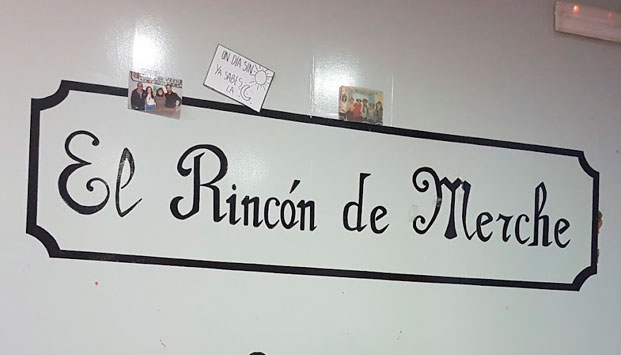 UN DIA SIN
YA SABES
LA
El Rincón de Merche